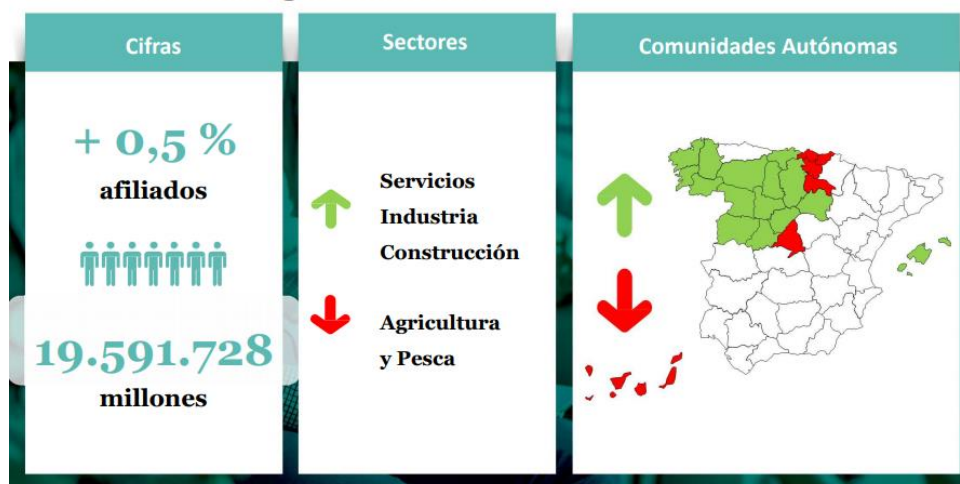 Cifras
+ 0,5 %
afiliados
19.591.728
millones
Sectores
Servicios
Industria
Construcción
Agricultura
y Pesca
Comunidades Autónomas